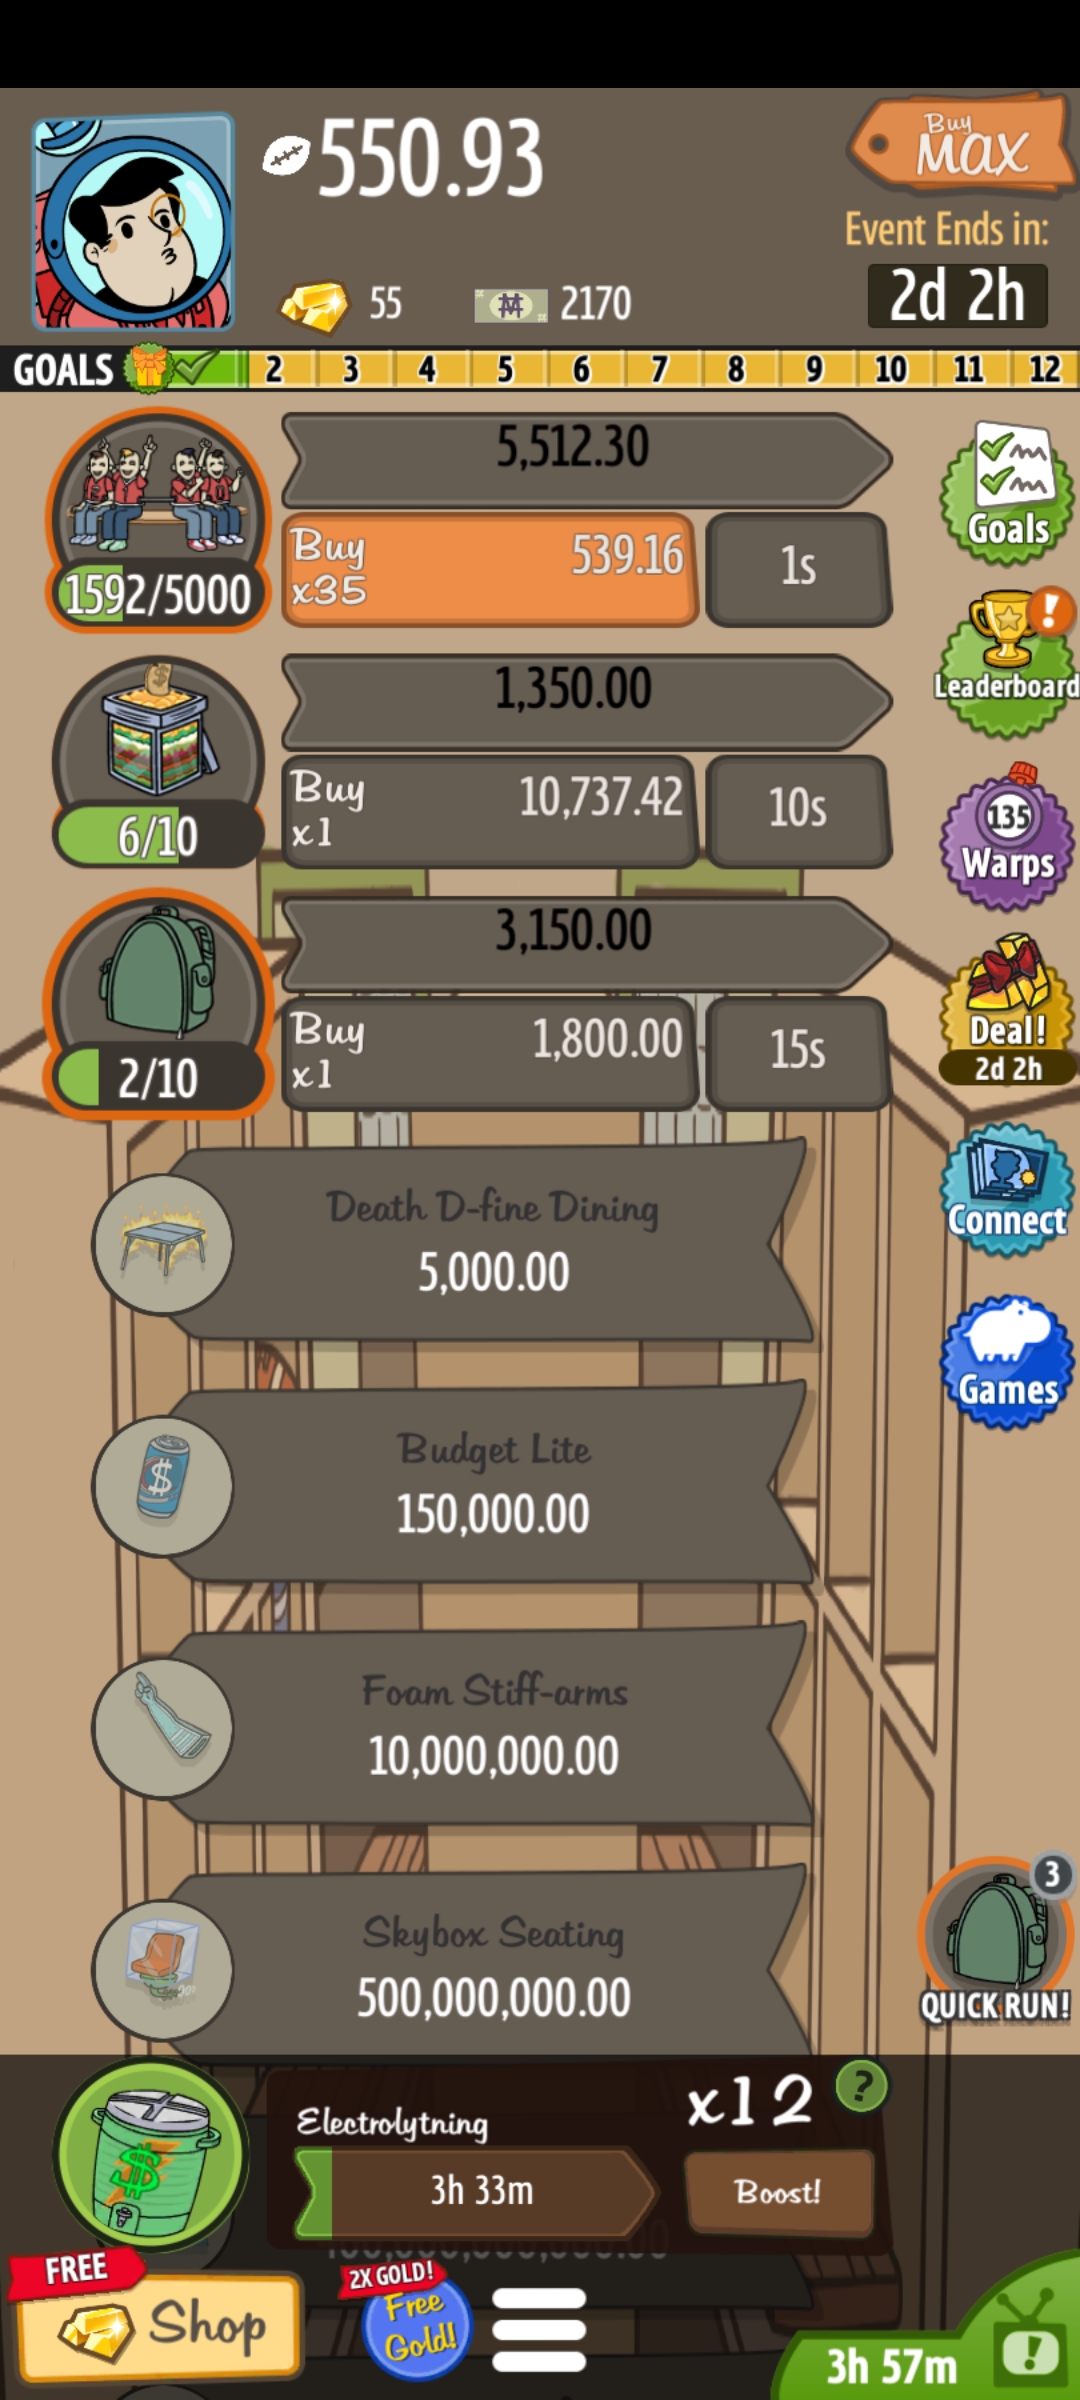 550.93
Buy
MAX
Event Ends in:
55
2170
2d 2h
GOALS 2 3 4 5 6 7 8 9 10 11 12
5,512.30
Buy
x35
539.16
1s
1592/5000
Goals
1,350.00
Buy
x1
10,737.42
10s
6/10
Leaderboard
135
Warps
3,150.00
Buy
x1
1,800.00
15s
2/10
Deal!
2d 2h
Death D-fine Dining
5,000.00
Connect
Games
Budget Lite
150,000.00
Foam Stiff-arms
10,000,000.00
Skybox Seating
500,000,000.00
3
QUICK RUN!
Electrolytning
x12
?
3h 33m
Boost!
FREE
Shop
2X GOLD!
Free
Gold!
3h 57m